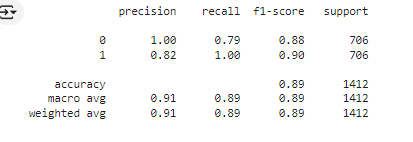 precision recall f1-score support
0 1.00 0.79 0.88 706
1 0.82 1.00 0.90 706
accuracy 0.89 1412
macro avg 0.91 0.89 0.89 1412
weighted avg 0.91 0.89 0.89 1412